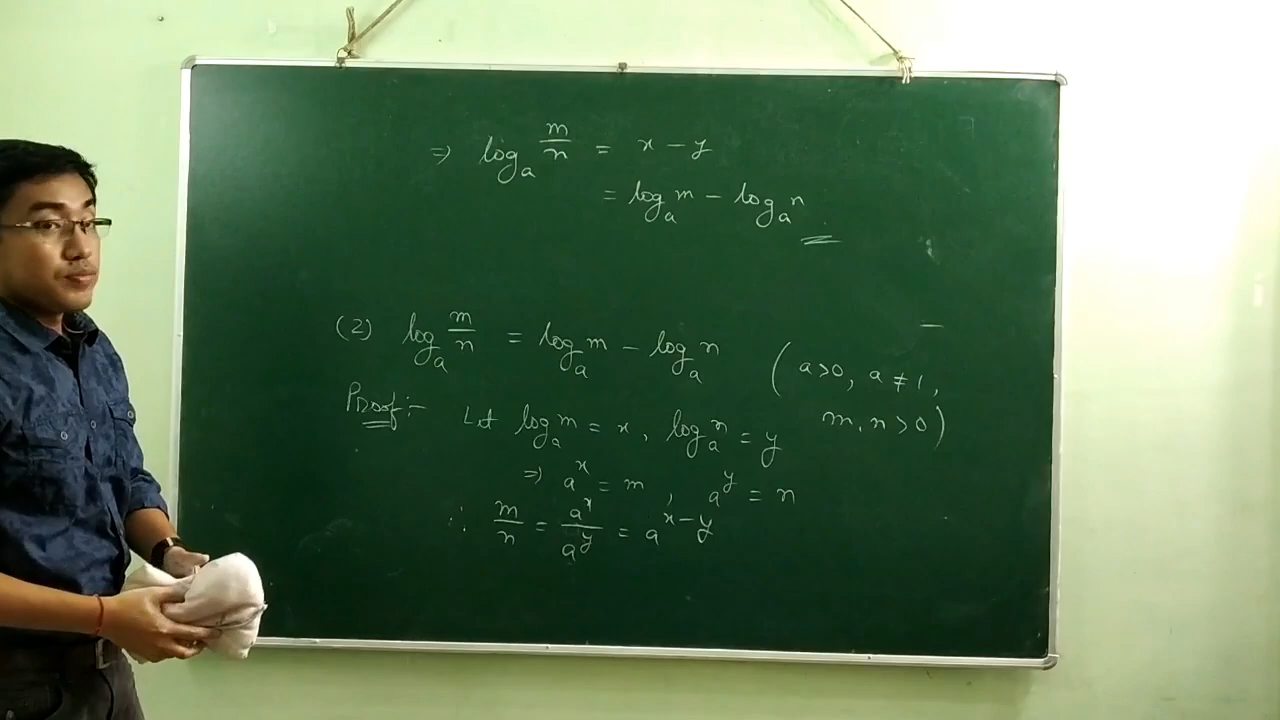 ⇒ log_a m/n = x − y
= log_a m − log_a n
(2) log_a m/n = log_a m − log_a n (a>0, a≠1,
m, n >0)
Proof:- Let log_a m = x, log_a n = y
⇒ a^x = m, a^y = n
∴ m/n = a^x/a^y = a^(x−y)